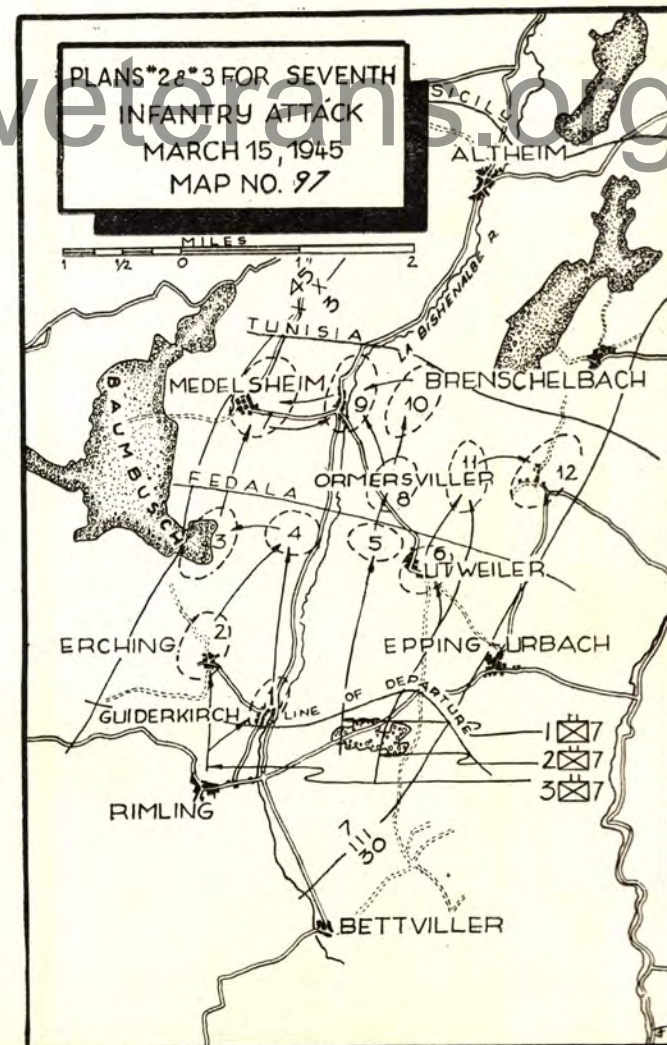 veterans.org
PLANS #2 & #3 FOR SEVENTH
INFANTRY ATTACK
MARCH 15, 1945
MAP NO. 97
MILES
1 1/2 0 1 2
SICILY
ALTHEIM
LA BISHENALBE R.
45
X
3
TUNISIA
MEDELSHEIM
BRENSCHELBACH
9
10
BAUMBUSCH
ORMERSVILLER
11
12
FEDALA
8
3
4
5
6
UTWEILER
ERCHING
2
EPPING URBACH
GUIDERKIRCH
1
LINE OF DEPARTURE
1 7
2 7
3 7
RIMLING
7
III
30
BETTVILLER